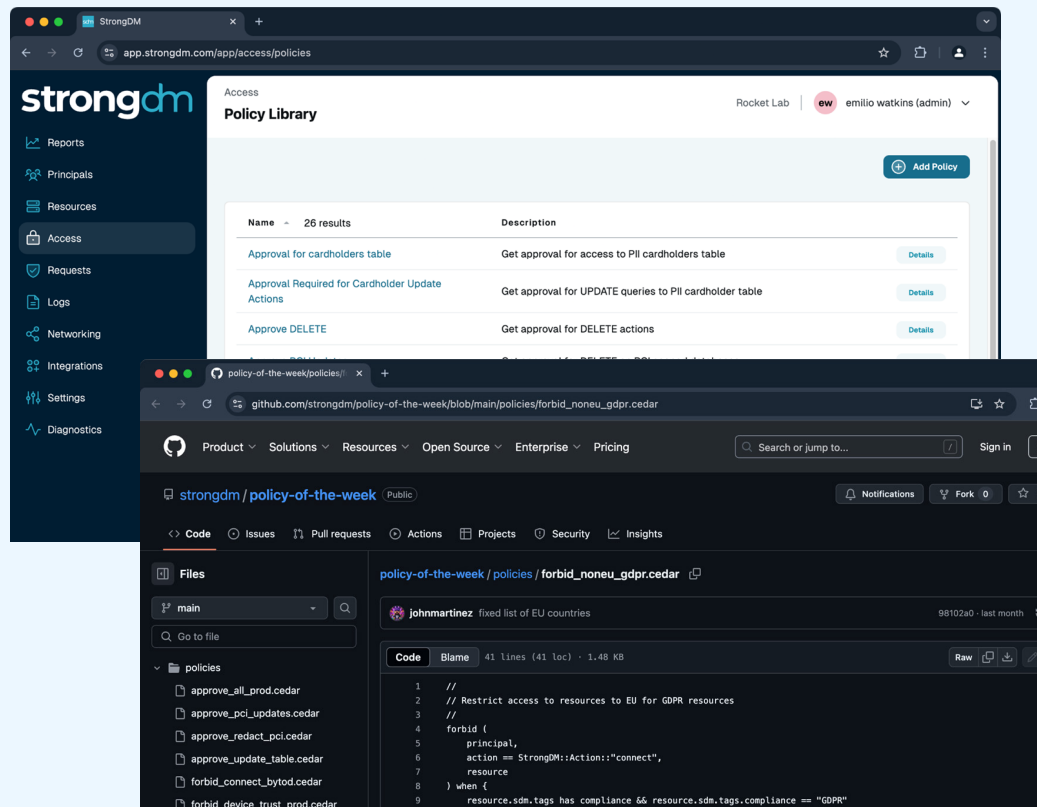 StrongDM
app.strongdm.com/app/access/policies
strongdm
Reports
Principals
Resources
Access
Requests
Logs
Networking
Integrations
Settings
Diagnostics
Access
Policy Library
Rocket Lab
ew
emilio watkins (admin)
Add Policy
Name
26 results
Description
Approval for cardholders table
Get approval for access to PII cardholders table
Details
Approval Required for Cardholder Update
Actions
Get approval for UPDATE queries to PII cardholder table
Details
Approve DELETE
Get approval for DELETE actions
Details
policy-of-the-week/policies/
github.com/strongdm/policy-of-the-week/blob/main/policies/forbid_noneu_gdpr.cedar
Product
Solutions
Resources
Open Source
Enterprise
Pricing
Search or jump to...
/
Sign in
strongdm / policy-of-the-week
Public
Notifications
Fork 0
Code
Issues
Pull requests
Actions
Projects
Security
Insights
Files
main
Go to file
policies
approve_all_prod.cedar
approve_pci_updates.cedar
approve_redact_pci.cedar
approve_update_table.cedar
forbid_connect_bytod.cedar
forbid_device_trust_prod.cedar
policy-of-the-week / policies / forbid_noneu_gdpr.cedar
johnmartinez fixed list of EU countries
98102a0 · last month
Code
Blame
41 lines (41 loc) · 1.48 KB
Raw
1 //
2 // Restrict access to resources to EU for GDPR resources
3 //
4 forbid (
5 principal,
6 action == StrongDM::Action::"connect",
7 resource
8 ) when {
9 resource.sdm.tags has compliance && resource.sdm.tags.compliance == "GDPR"